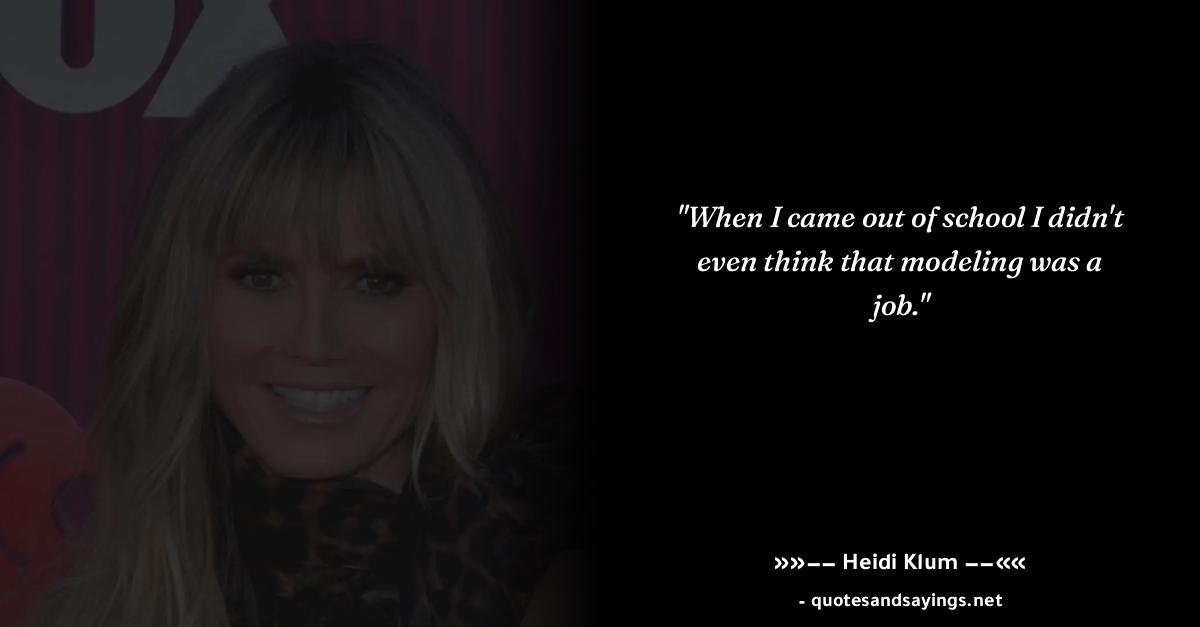 "When I came out of school I didn't
even think that modeling was a
job."
»»–– Heidi Klum ––««
- quotesandsayings.net